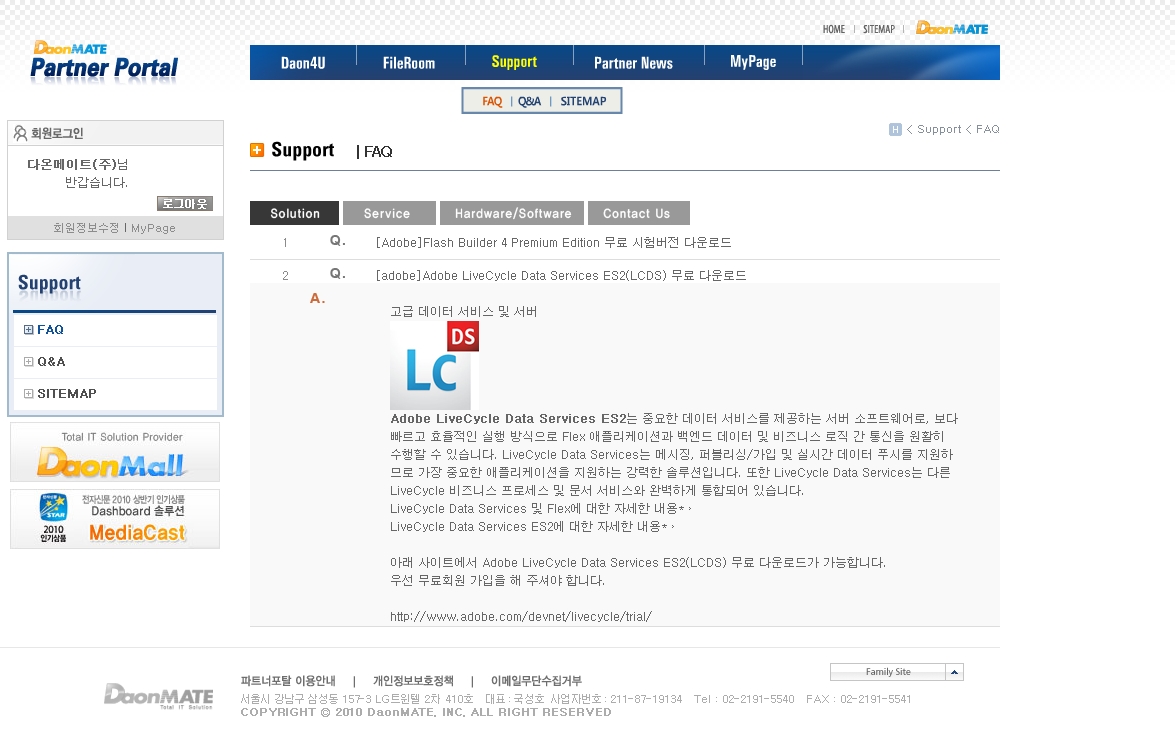 HOME | SITEMAP | DaonMATE
DaonMATE
Partner Portal
Daon4U FileRoom Support Partner News MyPage
FAQ | Q&A | SITEMAP
H < Support < FAQ
회원로그인
다온메이트(주)님
반갑습니다.
로그아웃
회원정보수정 | MyPage
Support
FAQ
Q&A
SITEMAP
Total IT Solution Provider
DaonMall
전자신문 2010 상반기 인기상품
STAR
Dashboard 솔루션
2010
인기상품
MediaCast
Support | FAQ
Solution Service Hardware/Software Contact Us
1 Q. [Adobe]Flash Builder 4 Premium Edition 무료 시험버전 다운로드
2 Q. [adobe]Adobe LiveCycle Data Services ES2(LCDS) 무료 다운로드
A.
고급 데이터 서비스 및 서버
DS
LC
Adobe LiveCycle Data Services ES2는 중요한 데이터 서비스를 제공하는 서버 소프트웨어로, 보다
빠르고 효율적인 실행 방식으로 Flex 애플리케이션과 백엔드 데이터 및 비즈니스 로직 간 통신을 원활히
수행할 수 있습니다. LiveCycle Data Services는 메시징, 퍼블리싱/가입 및 실시간 데이터 푸시를 지원하
므로 가장 중요한 애플리케이션을 지원하는 강력한 솔루션입니다. 또한 LiveCycle Data Services는 다른
LiveCycle 비즈니스 프로세스 및 문서 서비스와 완벽하게 통합되어 있습니다.
LiveCycle Data Services 및 Flex에 대한 자세한 내용* ›
LiveCycle Data Services ES2에 대한 자세한 내용* ›
아래 사이트에서 Adobe LiveCycle Data Services ES2(LCDS) 무료 다운로드가 가능합니다.
우선 무료회원 가입을 해 주셔야 합니다.
http://www.adobe.com/devnet/livecycle/trial/
Family Site
DaonMATE
Total IT Solution
파트너포탈 이용안내 | 개인정보보호정책 | 이메일무단수집거부
서울시 강남구 삼성동 157-3 LG트윈텔 2차 410호 대표 : 국성호 사업자번호 : 211-87-19134 Tel : 02-2191-5540 FAX : 02-2191-5541
COPYRIGHT © 2010 DaonMATE, INC, ALL RIGHT RESERVED